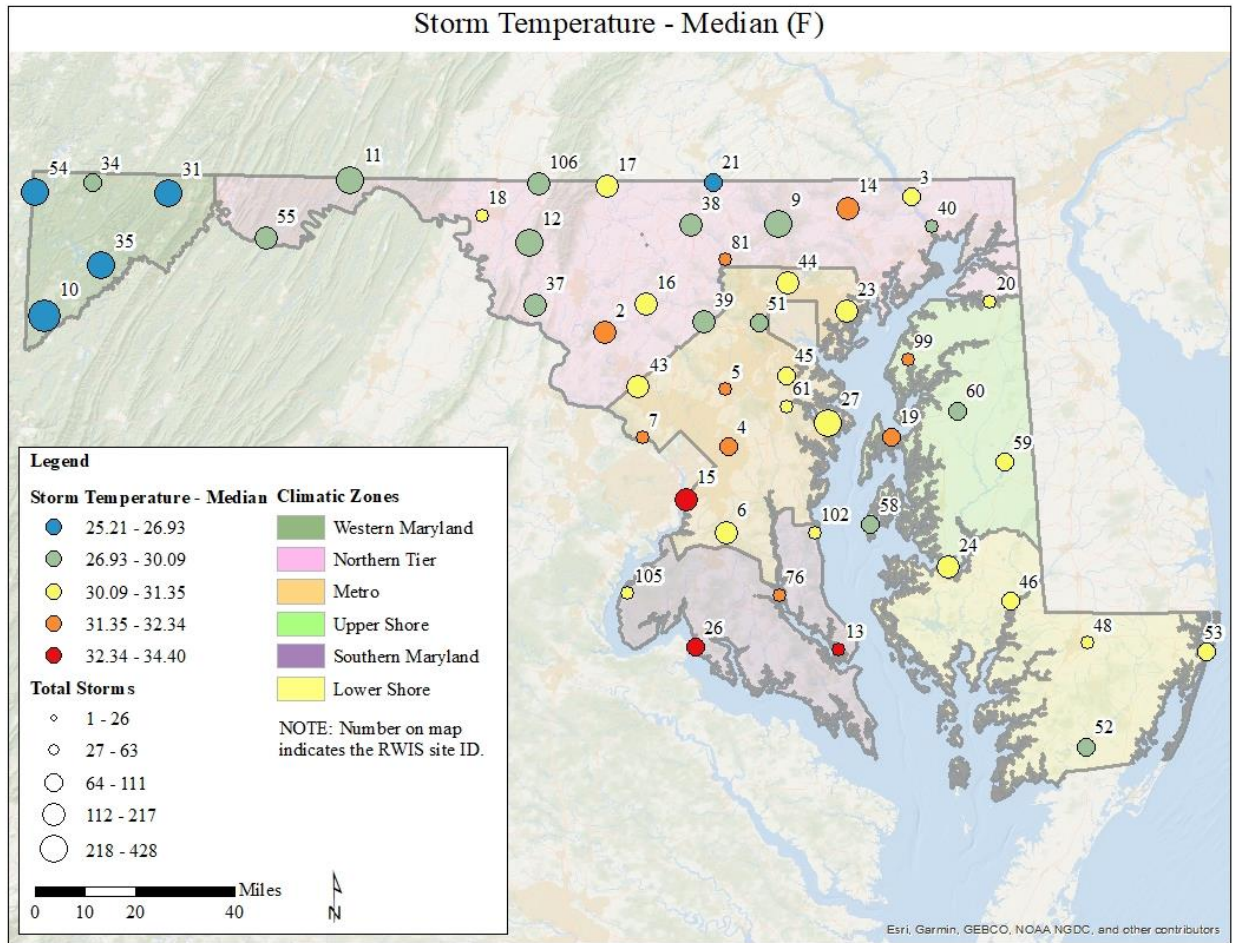 Storm Temperature - Median (F)
11
106
17
21
54
34
31
3
14
18
38
9
40
55
12
35
81
44
10
37
16
23
20
2
39
51
99
43
5
45
61
60
27
7
4
19
59
15
6
102
58
24
105
76
46
26
13
48
53
52
Legend
Storm Temperature - Median
25.21 - 26.93
26.93 - 30.09
30.09 - 31.35
31.35 - 32.34
32.34 - 34.40
Total Storms
1 - 26
27 - 63
64 - 111
112 - 217
218 - 428
Climatic Zones
Western Maryland
Northern Tier
Metro
Upper Shore
Southern Maryland
Lower Shore
NOTE: Number on map
indicates the RWIS site ID.
Miles
0 10 20 40
N
Esri, Garmin, GEBCO, NOAA NGDC, and other contributors